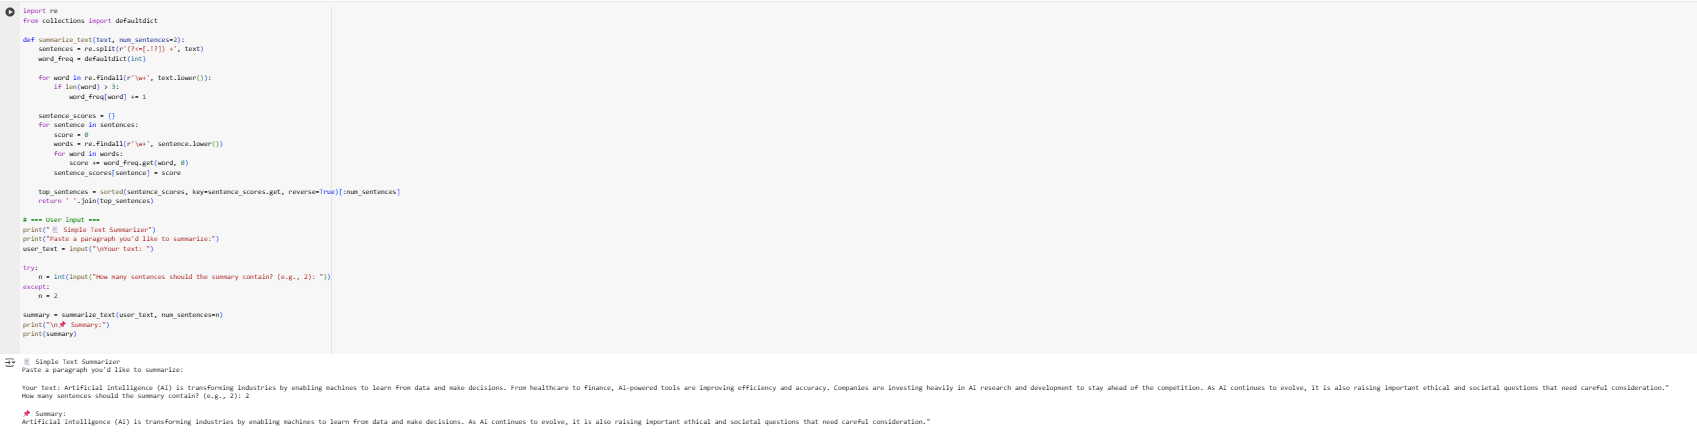 import re
from collections import defaultdict
def summarize_text(text, num_sentences=2):
    sentences = re.split(r'(?<=[.!?]) +', text)
    word_freq = defaultdict(int)
    for word in re.findall(r'\w+', text.lower()):
        if len(word) > 3:
            word_freq[word] += 1
    sentence_scores = {}
    for sentence in sentences:
        score = 0
        words = re.findall(r'\w+', sentence.lower())
        for word in words:
            score += word_freq.get(word, 0)
        sentence_scores[sentence] = score
    top_sentences = sorted(sentence_scores, key=sentence_scores.get, reverse=True)[:num_sentences]
    return ' '.join(top_sentences)
# === User Input ===
print("🧾 Simple Text Summarizer")
print("Paste a paragraph you'd like to summarize:")
user_text = input("\nYour text: ")
try:
    n = int(input("How many sentences should the summary contain? (e.g., 2): "))
except:
    n = 2
summary = summarize_text(user_text, num_sentences=n)
print("\n📌 Summary:")
print(summary)
🧾 Simple Text Summarizer
Paste a paragraph you'd like to summarize:
Your text: Artificial Intelligence (AI) is transforming industries by enabling machines to learn from data and make decisions. From healthcare to finance, AI-powered tools are improving efficiency and accuracy. Companies are investing heavily in AI research and development to stay ahead of the competition. As AI continues to evolve, it is also raising important ethical and societal questions that need careful consideration."
How many sentences should the summary contain? (e.g., 2): 2
📌 Summary:
Artificial Intelligence (AI) is transforming industries by enabling machines to learn from data and make decisions. As AI continues to evolve, it is also raising important ethical and societal questions that need careful consideration."